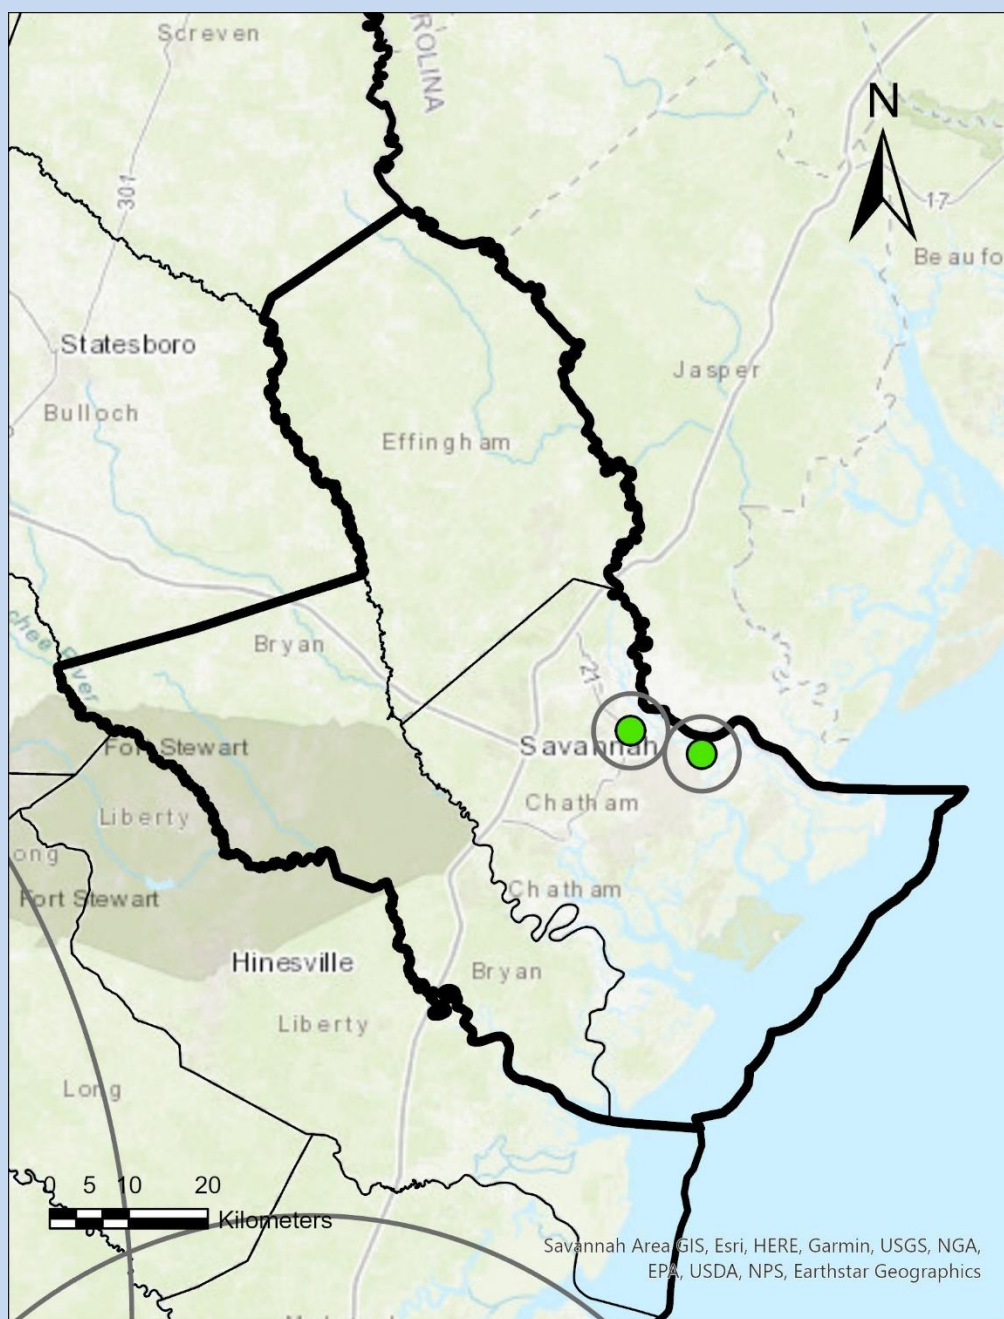 Screven
ROLINA
N
301
17
Beaufo
Statesboro
Jasper
Bulloch
Effingham
Bryan
21
Fort Stewart
Savannah
Liberty
Chatham
ong
Fort Stewart
Chatham
Hinesville
Bryan
Liberty
Long
0 5 10 20
Kilometers
Savannah Area GIS, Esri, HERE, Garmin, USGS, NGA,
EPA, USDA, NPS, Earthstar Geographics